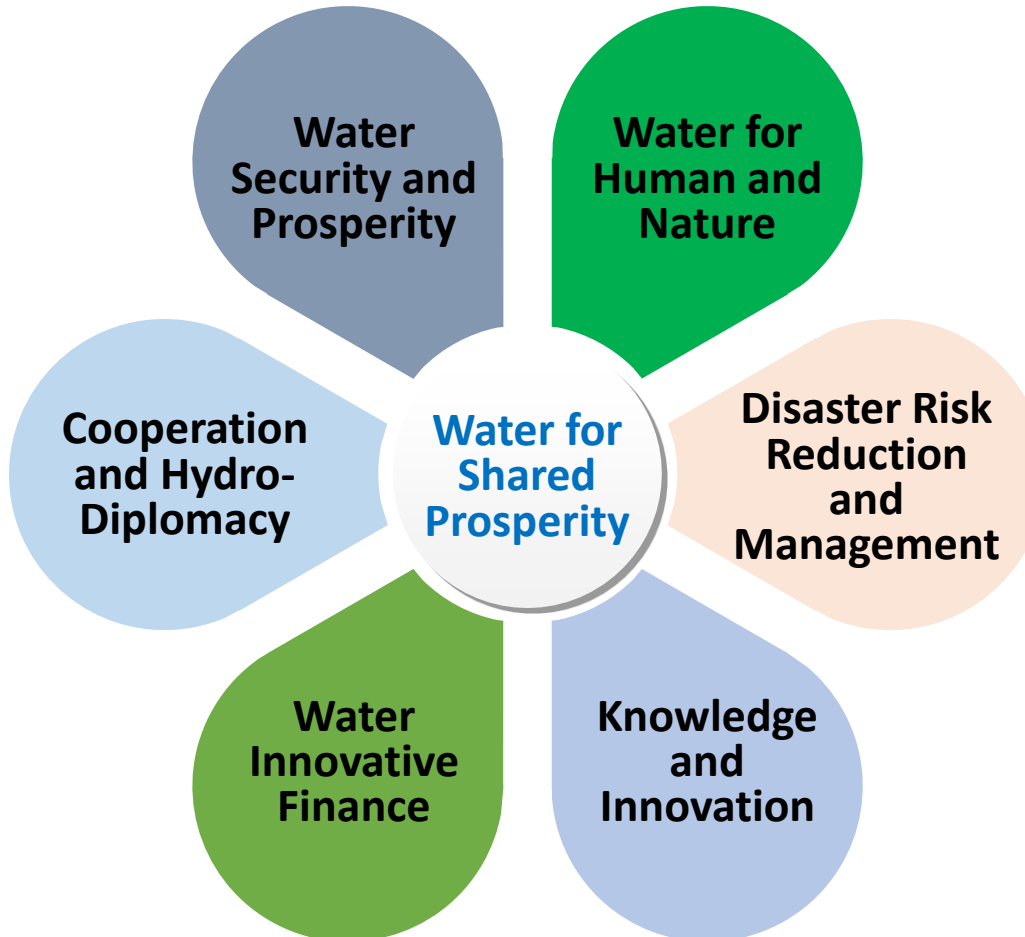 Water
Security and
Prosperity
Water for
Human and
Nature
Disaster Risk
Reduction
and
Management
Knowledge
and
Innovation
Water
Innovative
Finance
Cooperation
and Hydro-
Diplomacy
Water for
Shared
Prosperity